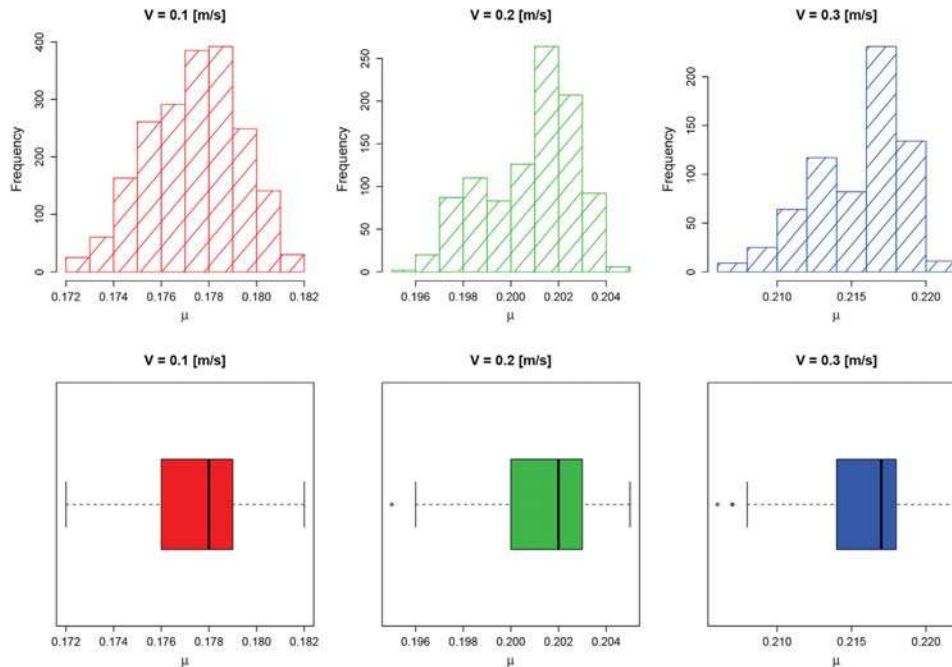 V = 0.1 [m/s]
V = 0.2 [m/s]
V = 0.3 [m/s]
Frequency
0
100
200
300
400
0.172
0.174
0.176
0.178
0.180
0.182
μ
Frequency
0
50
100
150
200
250
0.196
0.198
0.200
0.202
0.204
μ
Frequency
0
50
100
150
200
0.210
0.215
0.220
μ
V = 0.1 [m/s]
V = 0.2 [m/s]
V = 0.3 [m/s]
0.172
0.174
0.176
0.178
0.180
0.182
μ
0.196
0.198
0.200
0.202
0.204
μ
0.210
0.215
0.220
μ